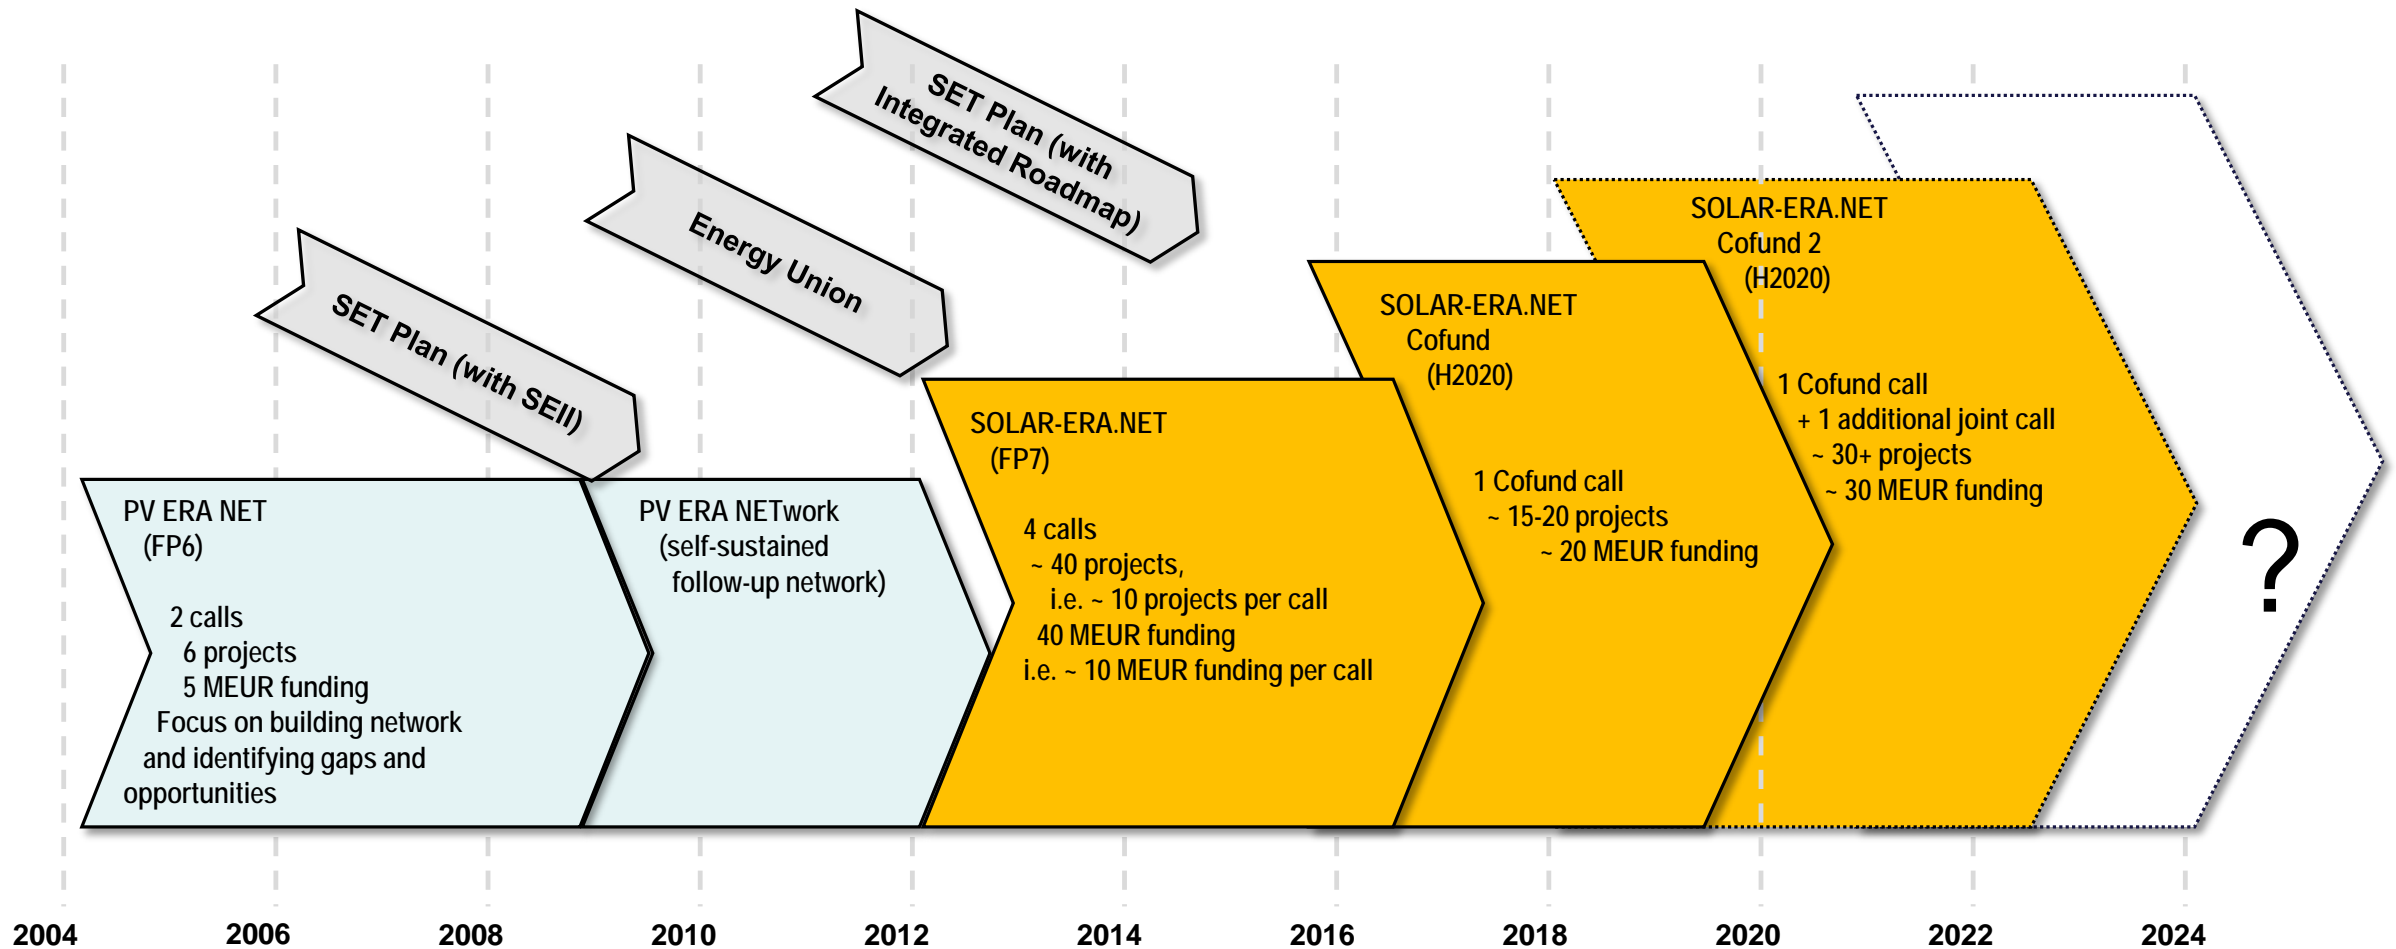 SET Plan (with
Integrated Roadmap)
Energy Union
SET Plan (with SEII)
PV ERA NET
(FP6)
2 calls
6 projects
5 MEUR funding
Focus on building network
and identifying gaps and
opportunities
PV ERA NETwork
(self-sustained
follow-up network)
SOLAR-ERA.NET
(FP7)
4 calls
~ 40 projects,
i.e. ~ 10 projects per call
40 MEUR funding
i.e. ~ 10 MEUR funding per call
SOLAR-ERA.NET
Cofund
(H2020)
1 Cofund call
~ 15-20 projects
~ 20 MEUR funding
SOLAR-ERA.NET
Cofund 2
(H2020)
1 Cofund call
+ 1 additional joint call
~ 30+ projects
~ 30 MEUR funding
?
2004 2006 2008 2010 2012 2014 2016 2018 2020 2022 2024